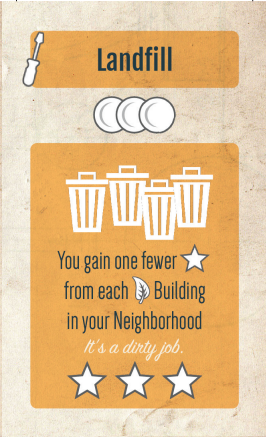 Landfill
You gain one fewer
from each Building
in your Neighborhood
It's a dirty job.